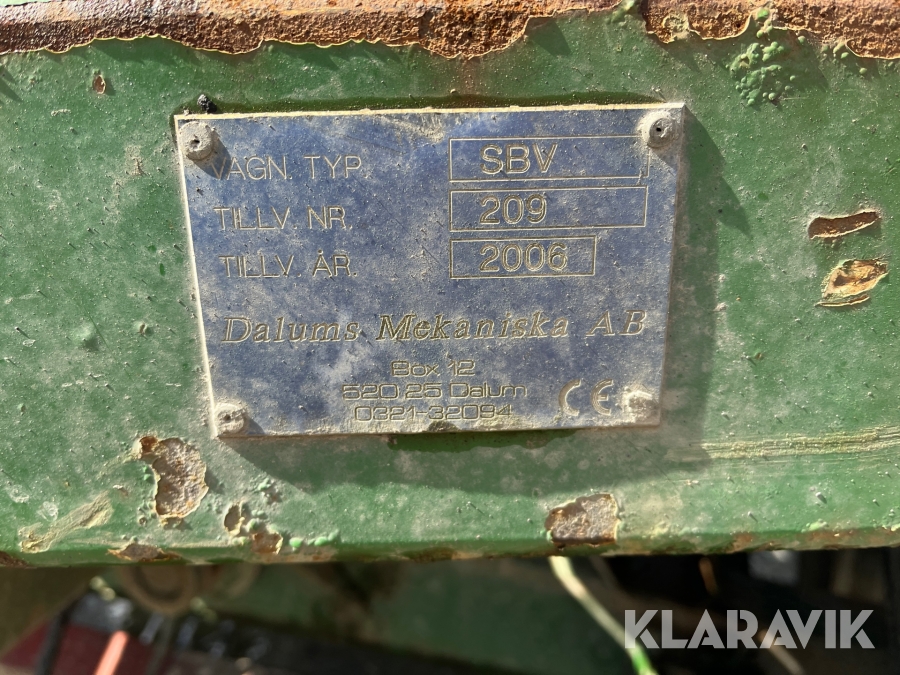 VAGN. TYP. SBV
TILLV. NR. 209
TILLV. ÅR. 2006
Dalums Mekaniska AB
Box 12
520 25 Dalum
0321-32094
CE
KLARAVIK